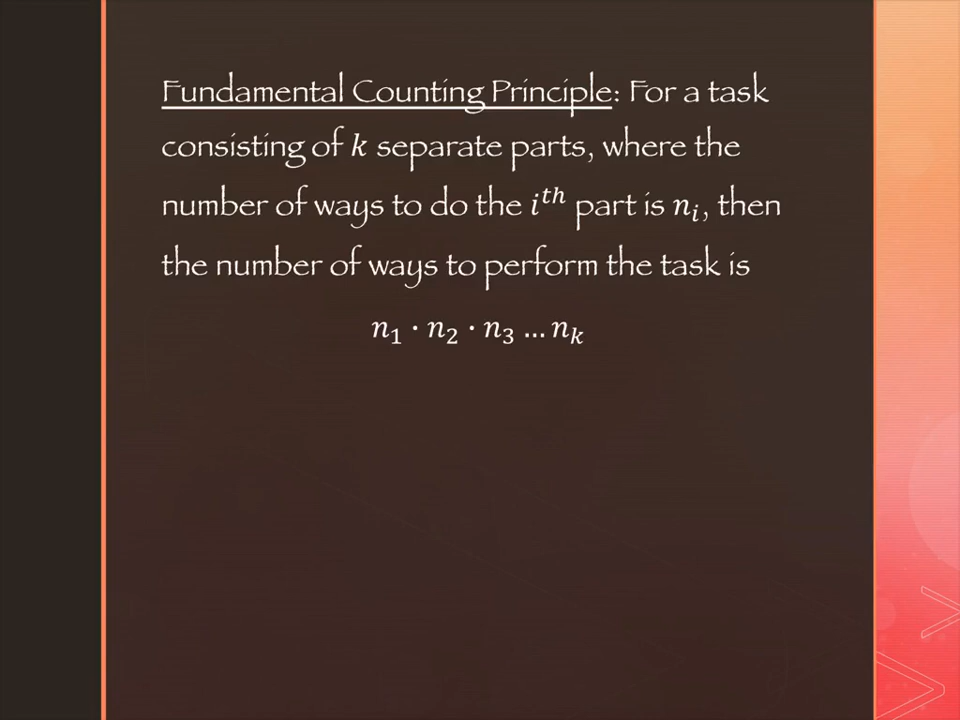 Fundamental Counting Principle: For a task
consisting of k separate parts, where the
number of ways to do the iᵗʰ part is nᵢ, then
the number of ways to perform the task is
n₁ · n₂ · n₃ … nₖ